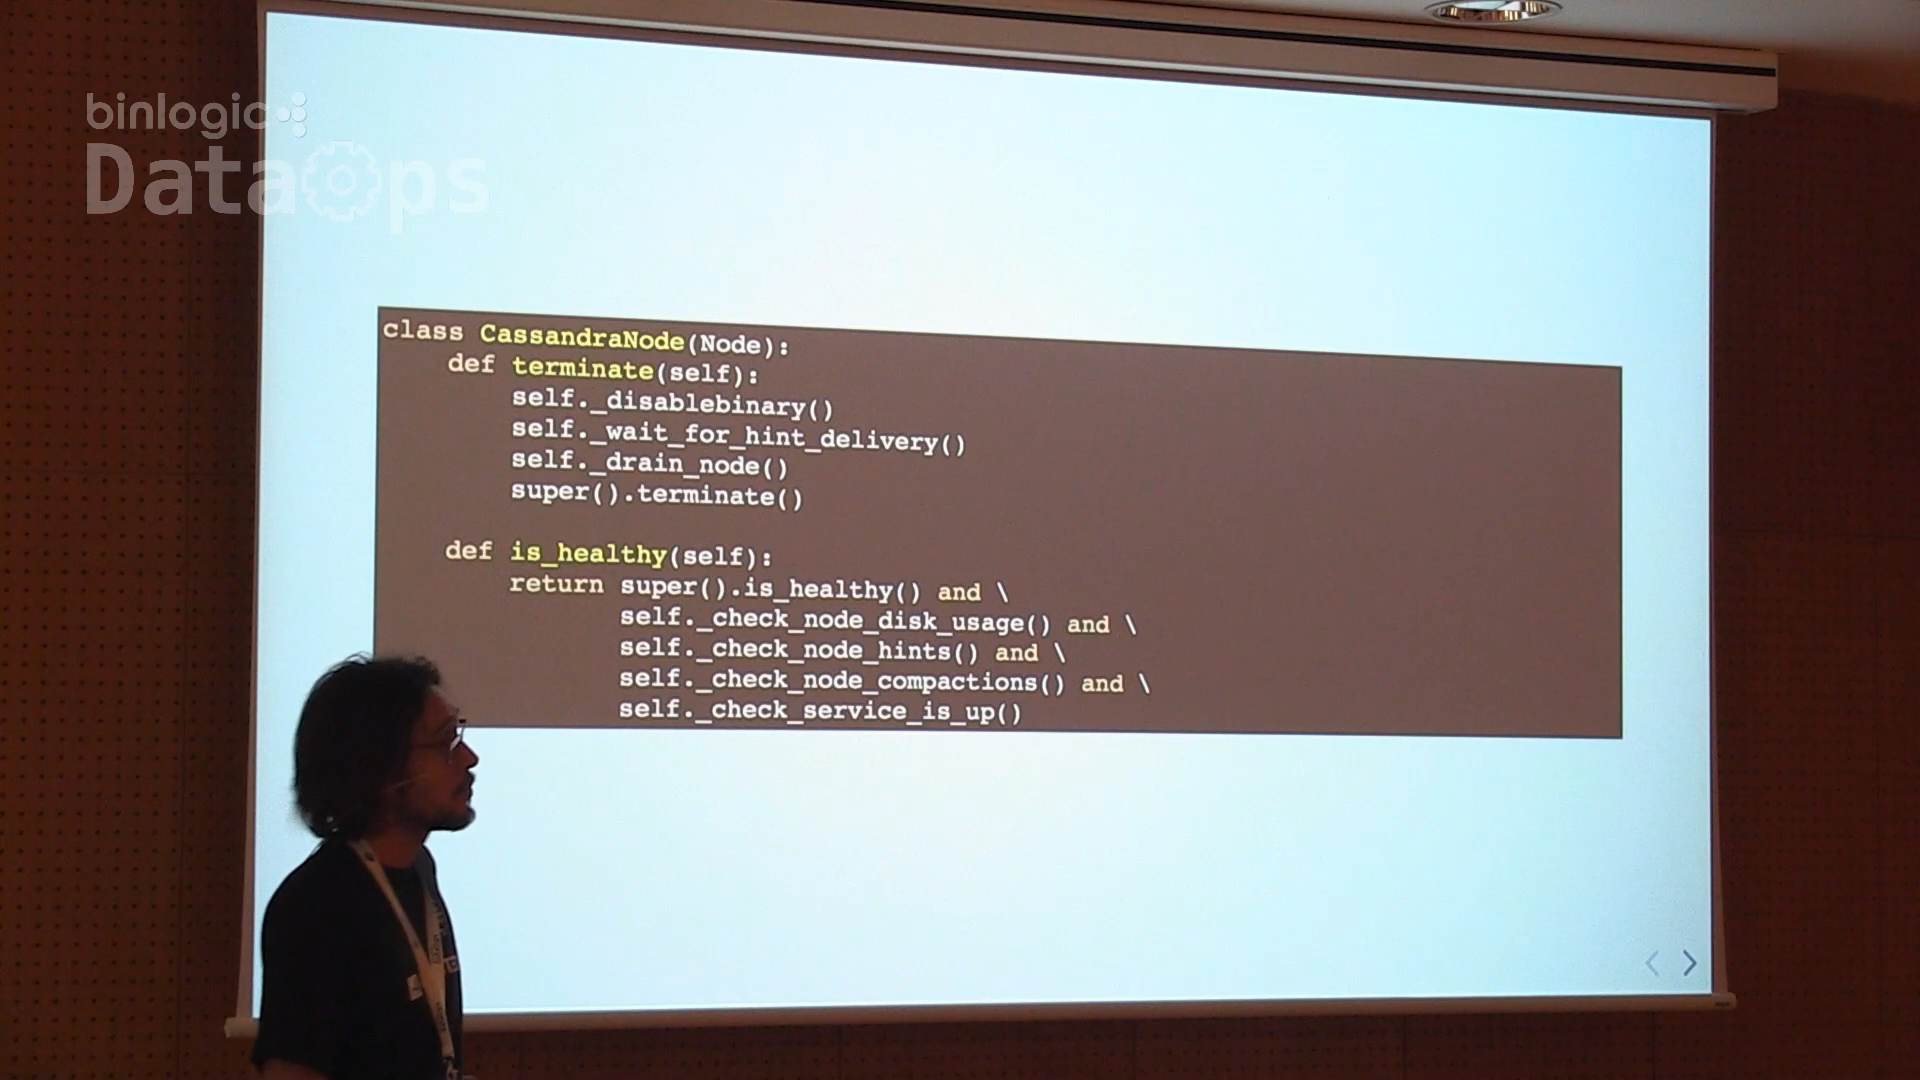 binlogic
DataOps
class CassandraNode(Node):
    def terminate(self):
        self._disablebinary()
        self._wait_for_hint_delivery()
        self._drain_node()
        super().terminate()
    def is_healthy(self):
        return super().is_healthy() and \
               self._check_node_disk_usage() and \
               self._check_node_hints() and \
               self._check_node_compactions() and \
               self._check_service_is_up()